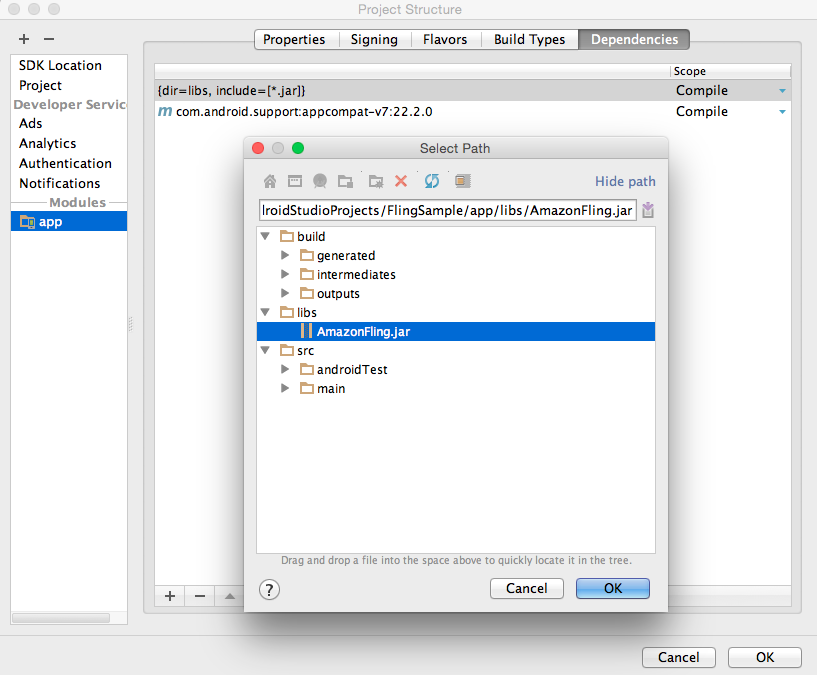 Project Structure
SDK Location
Project
Developer Servic
Ads
Analytics
Authentication
Notifications
Modules
app
Properties
Signing
Flavors
Build Types
Dependencies
Scope
{dir=libs, include=[*.jar]}
Compile
m com.android.support:appcompat-v7:22.2.0
Compile
Select Path
Hide path
lroidStudioProjects/FlingSample/app/libs/AmazonFling.jar
build
generated
intermediates
outputs
libs
AmazonFling.jar
src
androidTest
main
Drag and drop a file into the space above to quickly locate it in the tree.
?
Cancel
OK
Cancel
OK